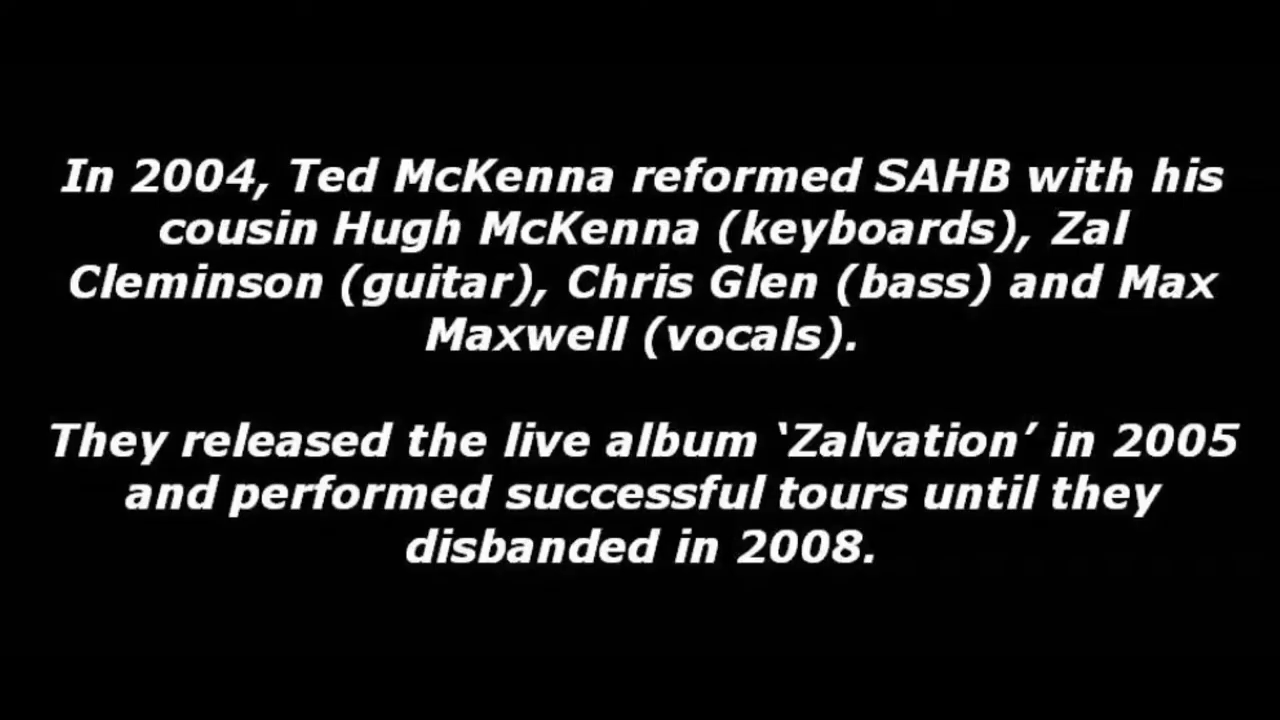 In 2004, Ted McKenna reformed SAHB with his
cousin Hugh McKenna (keyboards), Zal
Cleminson (guitar), Chris Glen (bass) and Max
Maxwell (vocals).
They released the live album ‘Zalvation’ in 2005
and performed successful tours until they
disbanded in 2008.